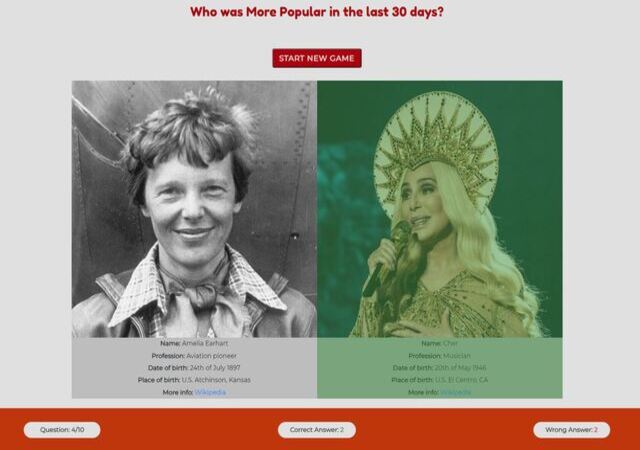 Who was More Popular in the last 30 days?
START NEW GAME
Name: Amelia Earhart
Profession: Aviation pioneer
Date of birth: 24th of July 1897
Place of birth: U.S. Atchinson, Kansas
More info: Wikipedia
Name: Cher
Profession: Musician
Date of birth: 20th of May 1946
Place of birth: U.S. El Centro, CA
More info: Wikipedia
Question: 4/10
Correct Answer: 2
Wrong Answer: 2